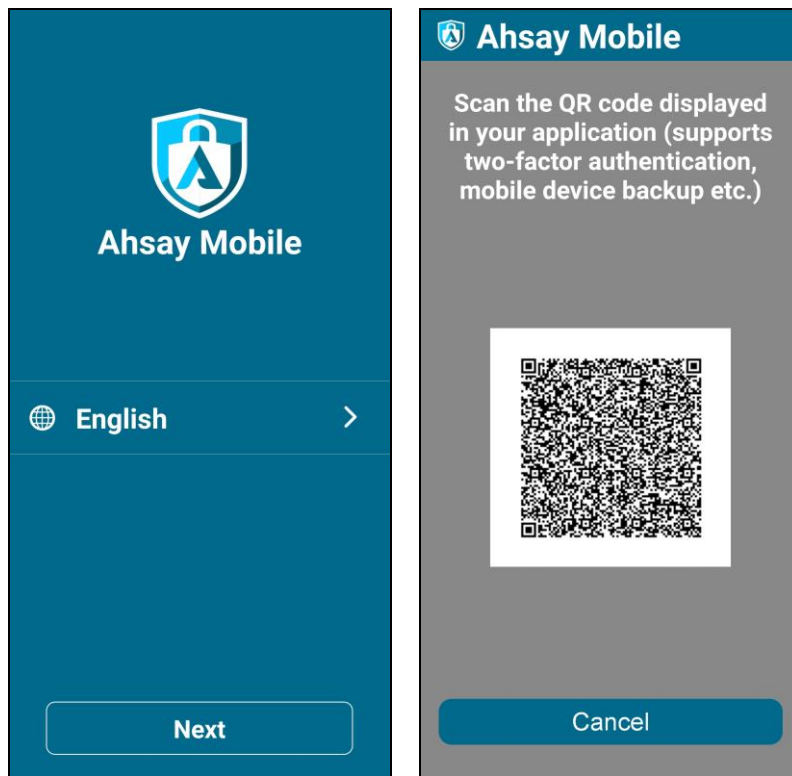 Ahsay Mobile
English
Next
Ahsay Mobile
Scan the QR code displayed
in your application (supports
two-factor authentication,
mobile device backup etc.)
Cancel